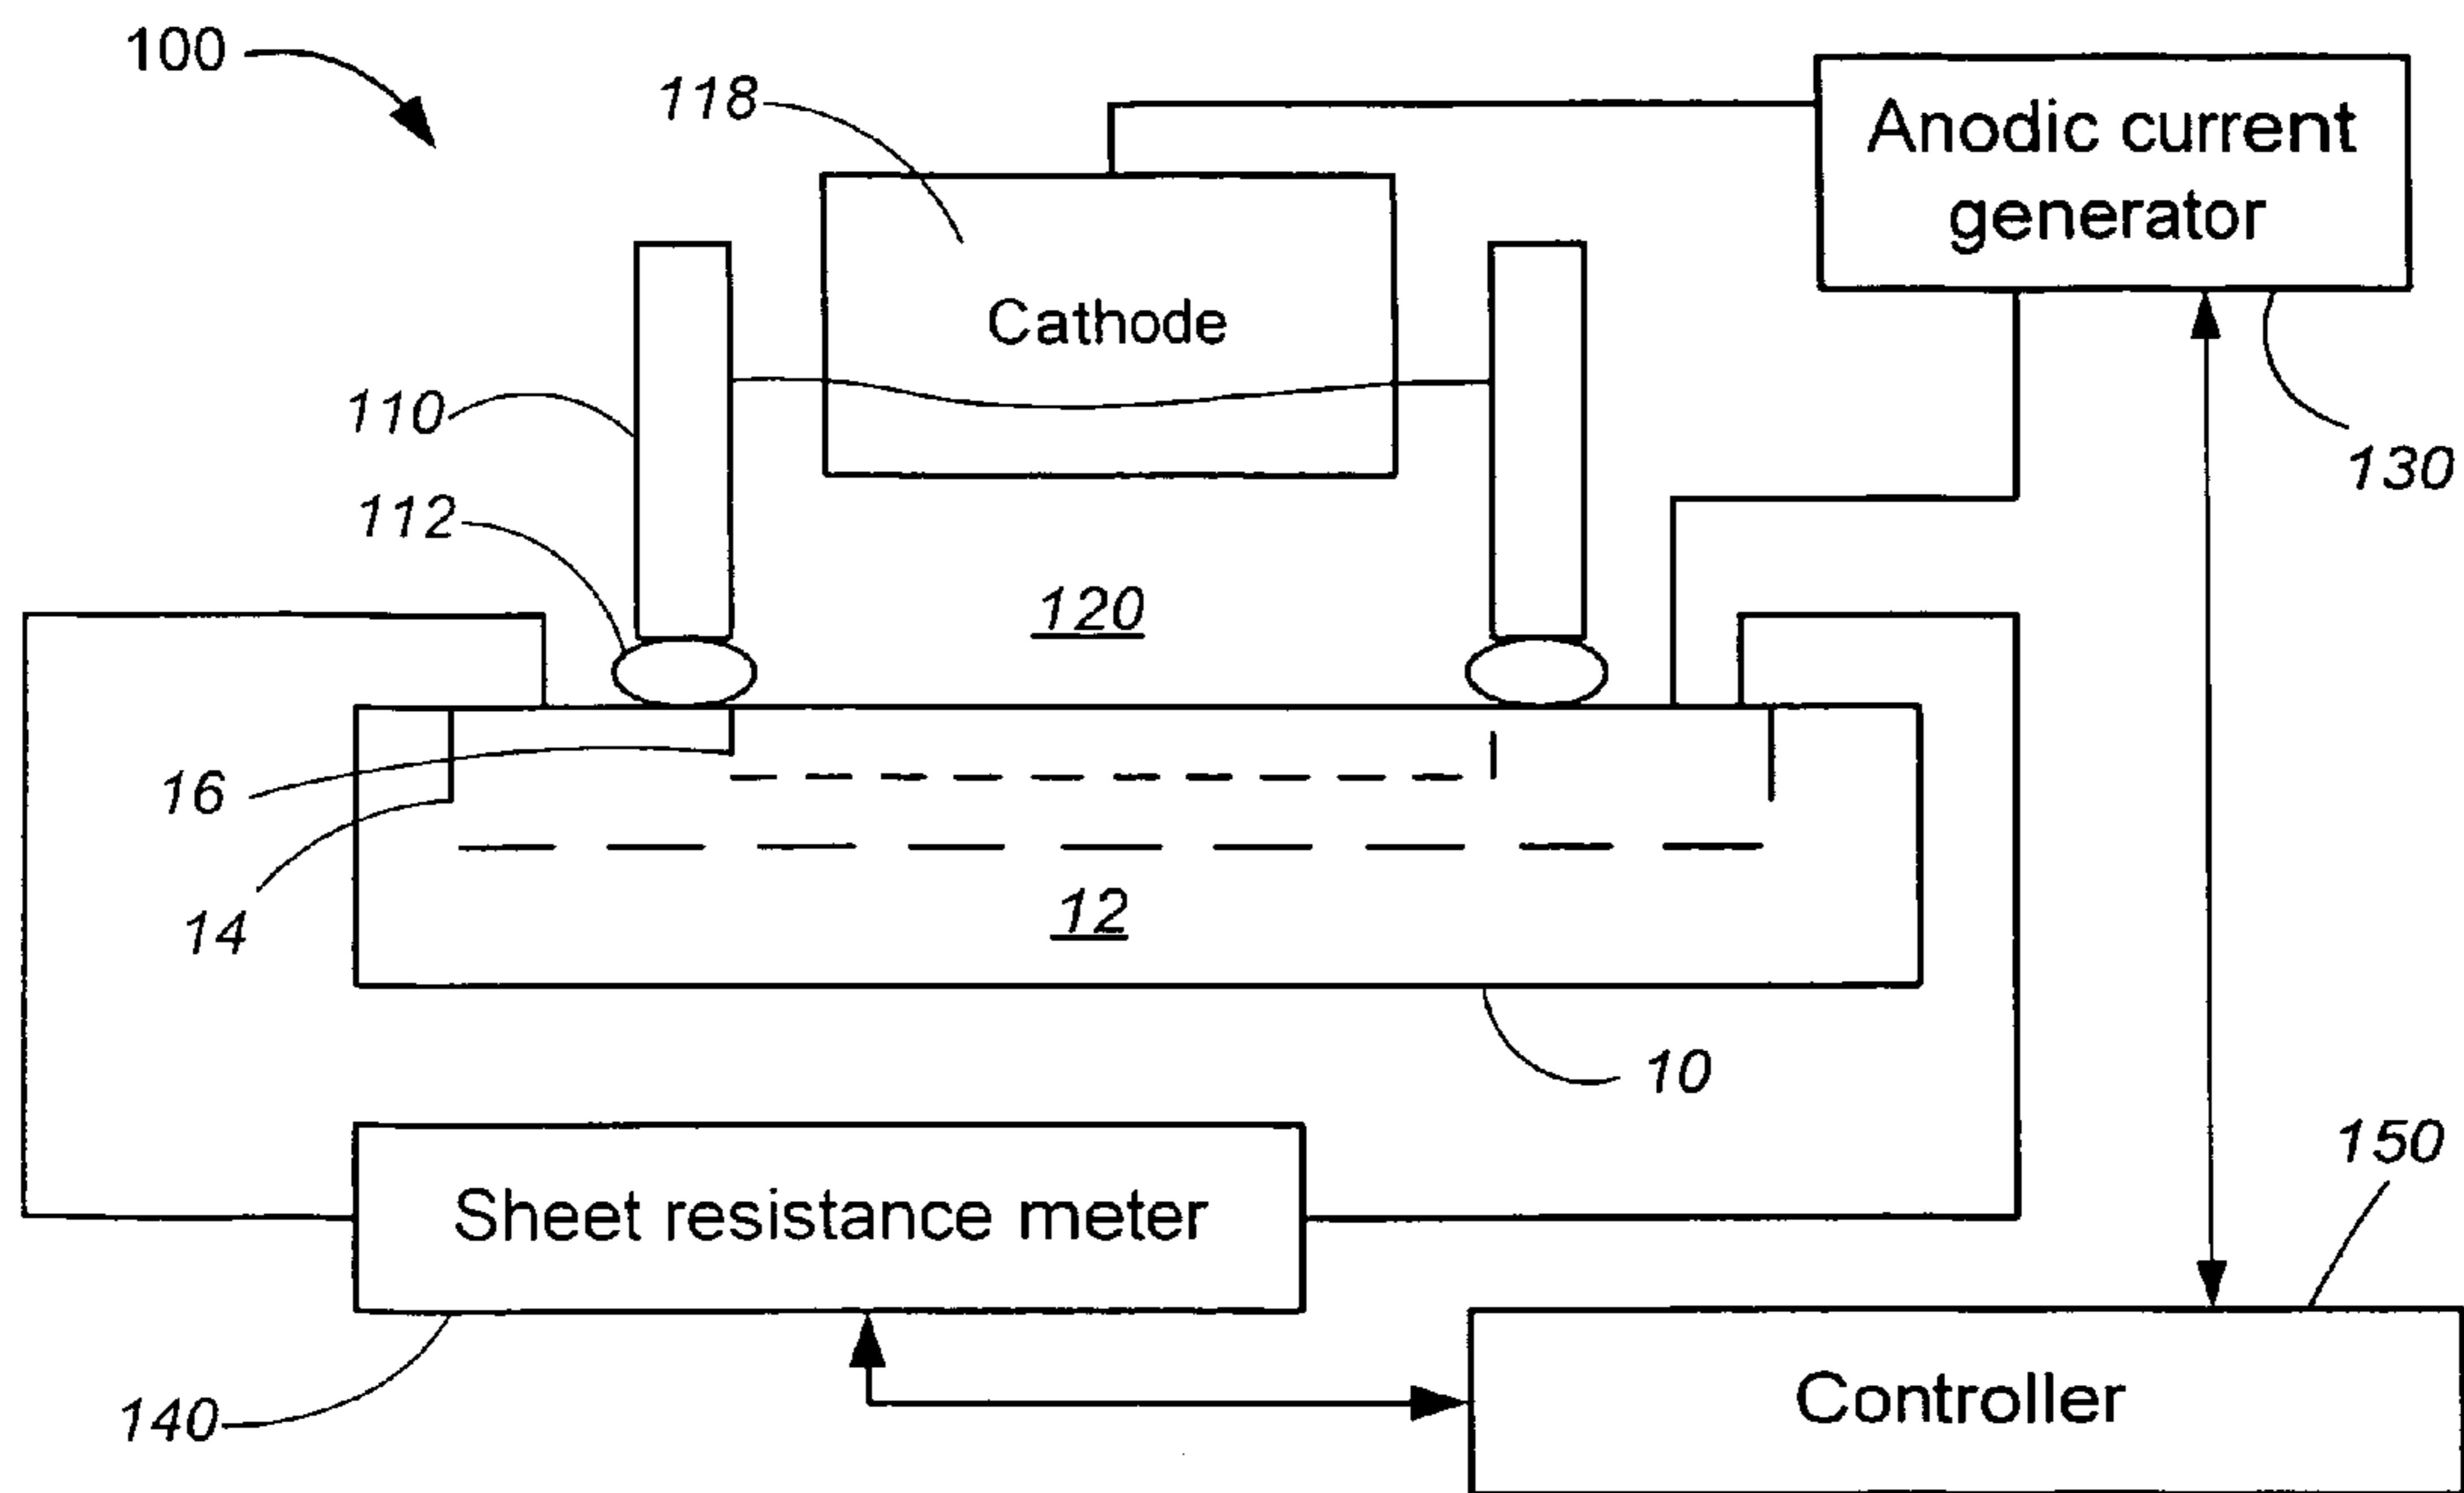 100
118
Anodic current
generator
Cathode
110
130
112
120
16
14
12
10
150
Sheet resistance meter
140
Controller